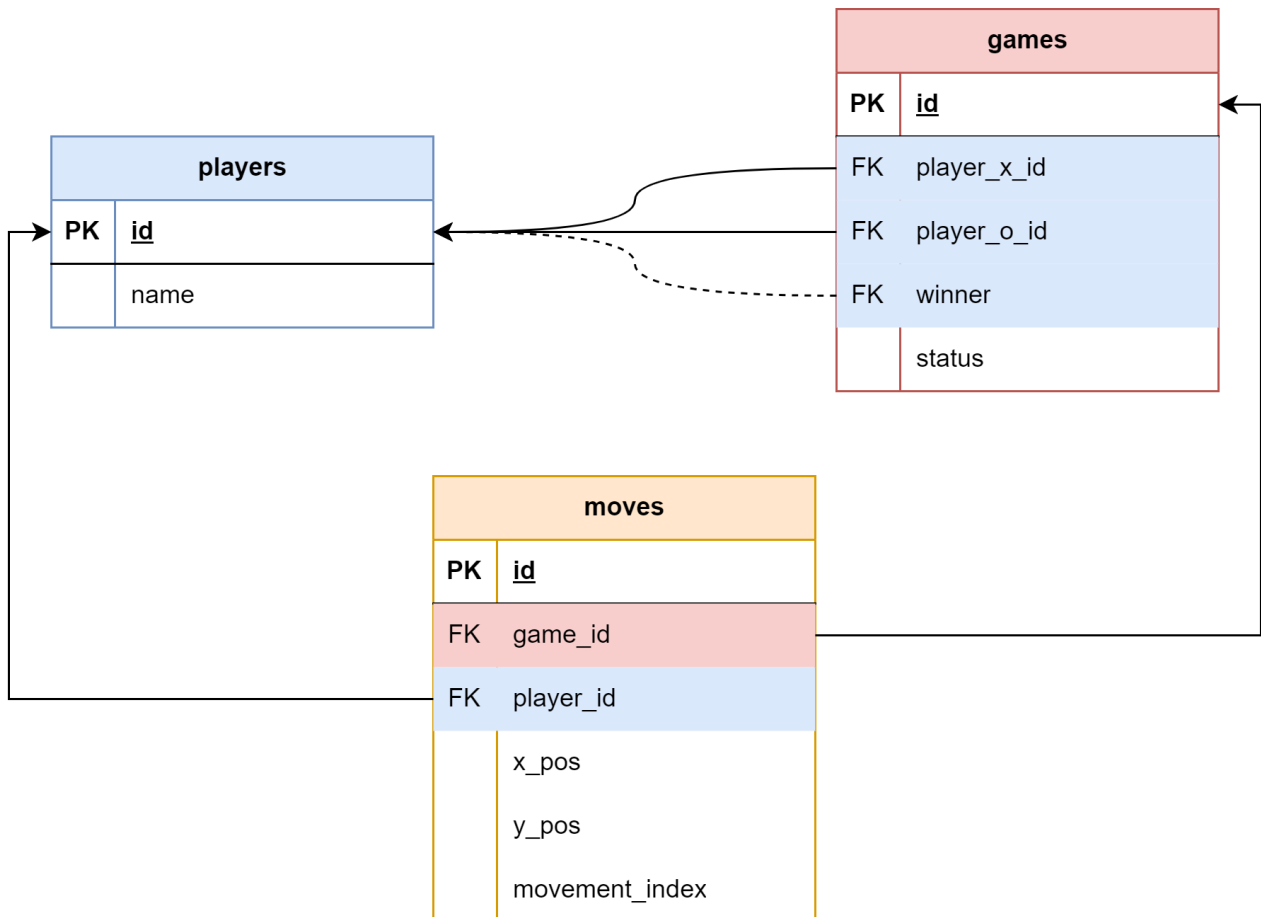 games
PK id
FK player_x_id
FK player_o_id
FK winner
status
players
PK id
name
moves
PK id
FK game_id
FK player_id
x_pos
y_pos
movement_index